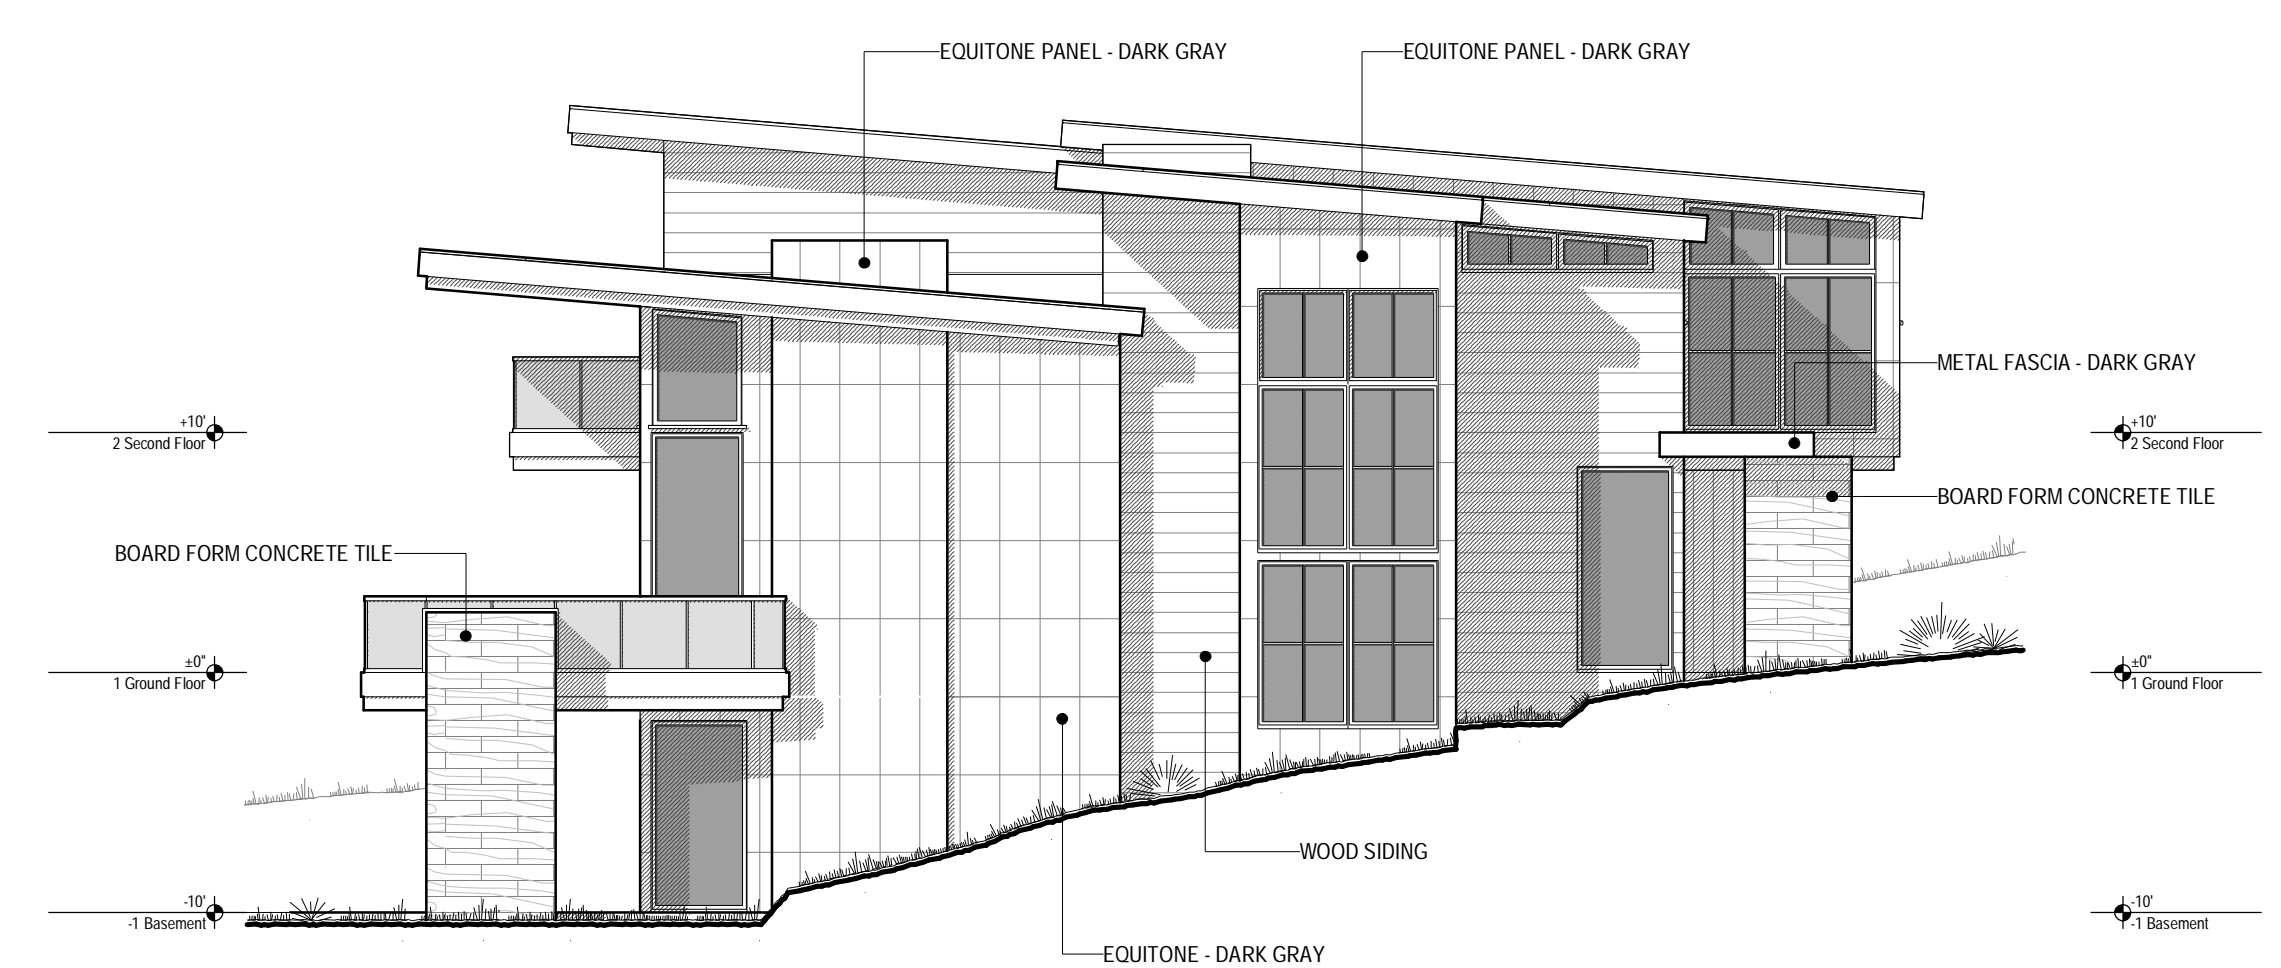 EQUITONE PANEL - DARK GRAY
EQUITONE PANEL - DARK GRAY
METAL FASCIA - DARK GRAY
+10'
2 Second Floor
+10'
2 Second Floor
BOARD FORM CONCRETE TILE
BOARD FORM CONCRETE TILE
±0"
1 Ground Floor
±0"
1 Ground Floor
WOOD SIDING
-10'
-1 Basement
-10'
-1 Basement
EQUITONE - DARK GRAY